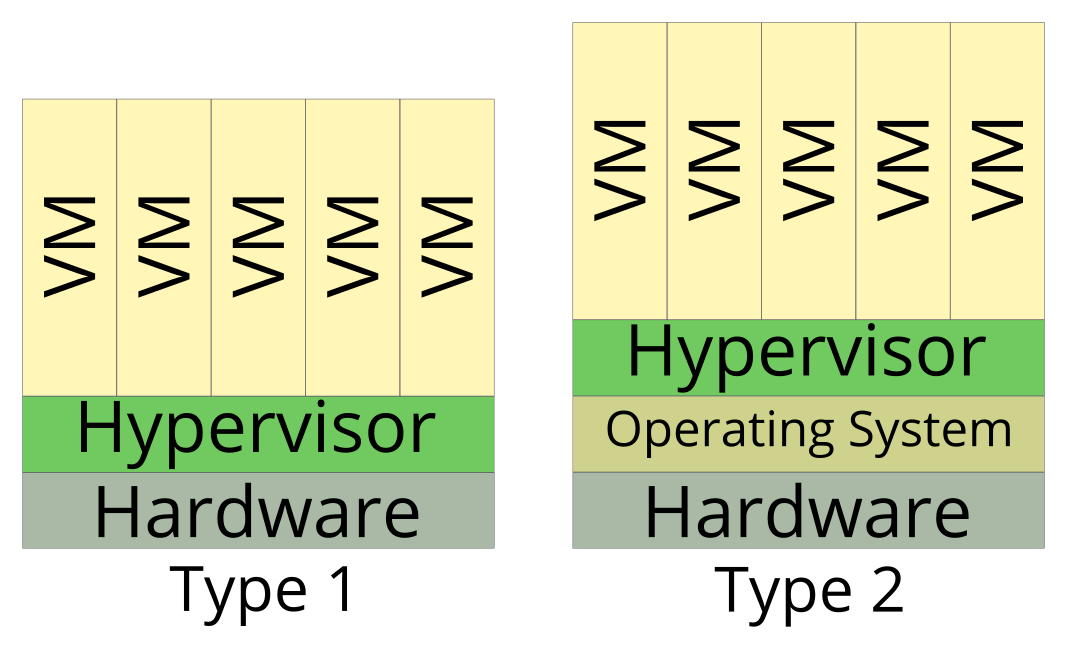 VM VM VM VM VM
Hypervisor
Hardware
Type 1
VM VM VM VM VM
Hypervisor
Operating System
Hardware
Type 2